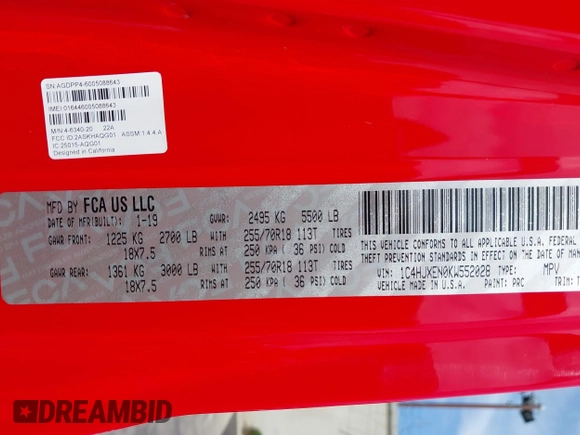 SN:AGOPP4-6005088643
IMEI 016446005088643
M/N 4-6340-20 22A
FCC ID:2ASKHAQG01 ASSM:1.4.4.A
IC:25015-AQG01
Designed in California
MFD BY FCA US LLC
DATE OF MFR(BUILT) 1-19 GVWR: 2495 KG 5500 LB
GAWR FRONT: 1225 KG 2700 LB WITH 255/70R18 113T TIRES
18X7.5 RIMS AT 250 KPA ( 36 PSI) COLD
GAWR REAR: 1361 KG 3000 LB WITH 255/70R18 113T TIRES
18X7.5 RIMS AT 250 KPA ( 36 PSI) COLD
THIS VEHICLE CONFORMS TO ALL APPLICABLE U.S.A. FEDERAL
THEFT PREVENTION STANDARDS IN EFFECT ON THE DATE OF
VIN: 1C4HJXEN0KW552028 TYPE: MPV
VEHICLE MADE IN U.S.A. PAINT: PRC TRIM:
DREAMBID